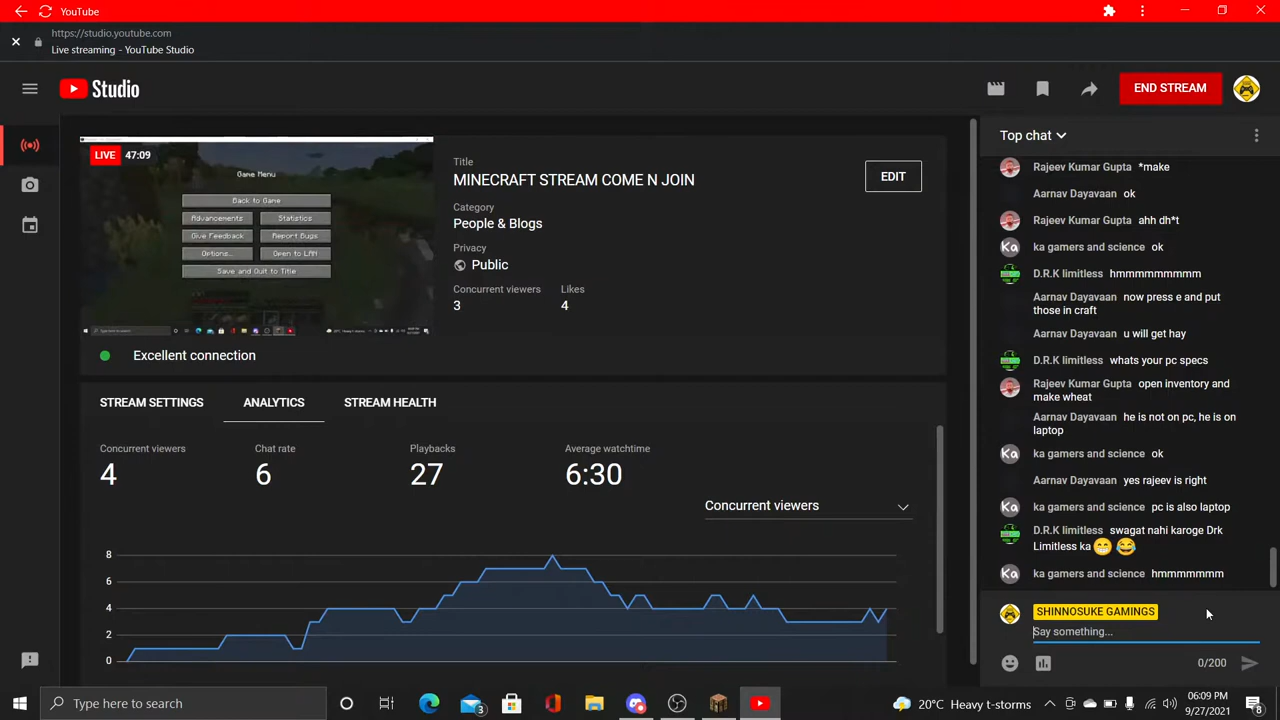 YouTube
https://studio.youtube.com
Live streaming - YouTube Studio
Studio
END STREAM
LIVE 47:09
Game Menu
Back to Game
Advancements
Statistics
Give Feedback
Report Bugs
Options...
Open to LAN
Save and Quit to Title
Title
MINECRAFT STREAM COME N JOIN
EDIT
Category
People & Blogs
Privacy
Public
Concurrent viewers
Likes
3
4
Excellent connection
STREAM SETTINGS
ANALYTICS
STREAM HEALTH
Concurrent viewers
Chat rate
Playbacks
Average watchtime
4
6
27
6:30
Concurrent viewers
8
6
4
2
0
Top chat
Rajeev Kumar Gupta *make
Aarnav Dayavaan ok
Rajeev Kumar Gupta ahh dh*t
Ka ka gamers and science ok
D.R.K limitless hmmmmmmmmm
Aarnav Dayavaan now press e and put
those in craft
Aarnav Dayavaan u will get hay
D.R.K limitless whats your pc specs
Rajeev Kumar Gupta open inventory and
make wheat
Aarnav Dayavaan he is not on pc, he is on
laptop
Ka ka gamers and science ok
Aarnav Dayavaan yes rajeev is right
Ka ka gamers and science pc is also laptop
D.R.K limitless swagat nahi karoge Drk
Limitless ka
Ka ka gamers and science hmmmmmmm
SHINNOSUKE GAMINGS
Say something...
0/200
Type here to search
3
20°C Heavy t-storms
06:09 PM
9/27/2021
8